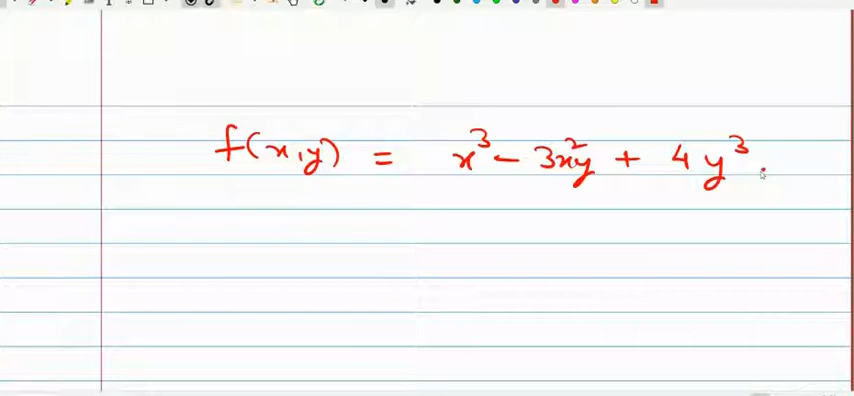 f(x,y) = x³ - 3x²y + 4y³.